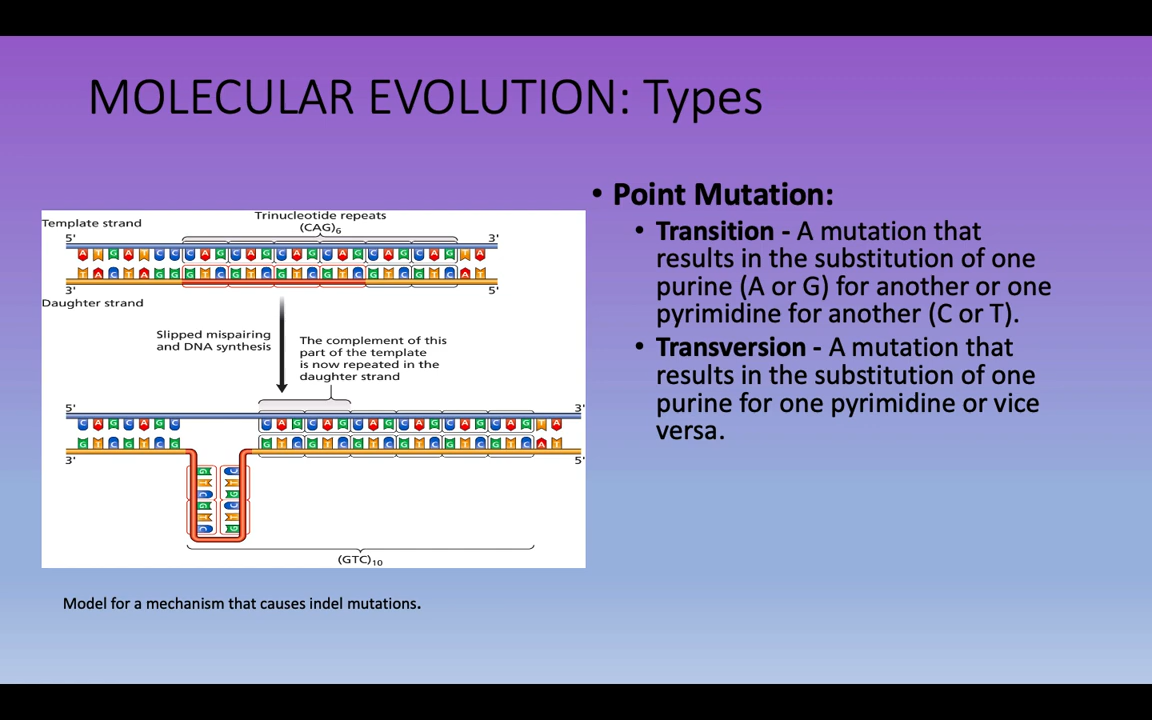 MOLECULAR EVOLUTION: Types
Trinucleotide repeats
(CAG)6
Template strand
5' 3'
A T G A T C C C A G C A G C A G C A G C A G C A G T A
T A C T A G G G T C G T C G T C G T C G T C G T C A T
3' 5'
Daughter strand
Slipped mispairing
and DNA synthesis
The complement of this
part of the template
is now repeated in the
daughter strand
5' 3'
C A G C A G C C A G C A G C A G C A G C A G C A G T A
G T C G T C G G T C G T C G T C G T C G T C G T C A T
3' 5'
G C
T T
C G
G C
T T
C G
(GTC)10
Model for a mechanism that causes indel mutations.
• Point Mutation:
• Transition - A mutation that
results in the substitution of one
purine (A or G) for another or one
pyrimidine for another (C or T).
• Transversion - A mutation that
results in the substitution of one
purine for one pyrimidine or vice
versa.